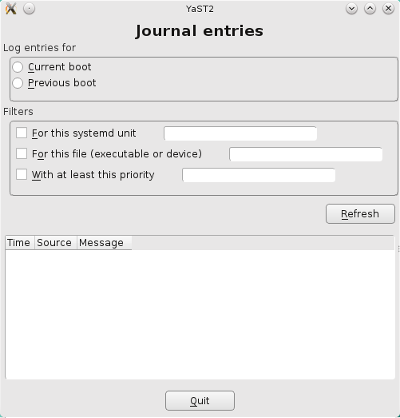 YaST2
Journal entries
Log entries for
Current boot
Previous boot
Filters
For this systemd unit
For this file (executable or device)
With at least this priority
Refresh
Time Source Message
Quit